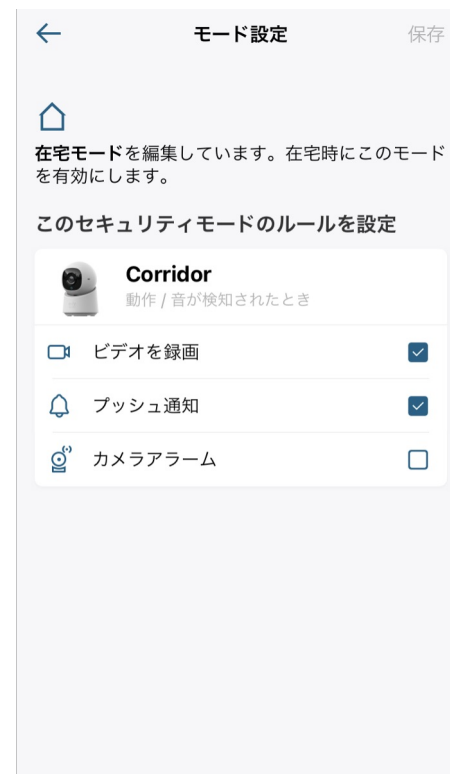 モード設定
保存
在宅モードを編集しています。在宅時にこのモード
を有効にします。
このセキュリティモードのルールを設定
Corridor
動作 / 音が検知されたとき
ビデオを録画
プッシュ通知
カメラアラーム